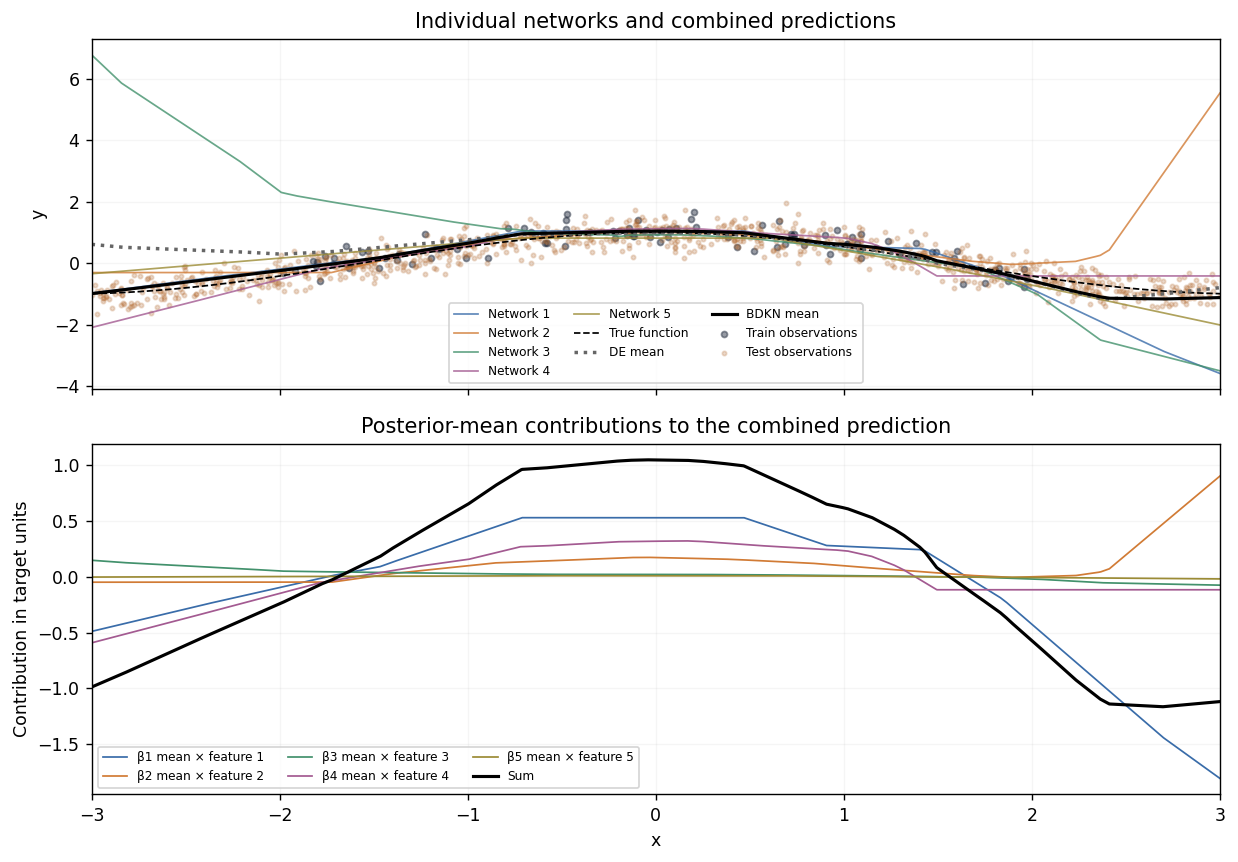 Individual networks and combined predictions
6
4
2
0
−2
−4
y
Network 1
Network 2
Network 3
Network 4
Network 5
True function
DE mean
BDKN mean
Train observations
Test observations
Posterior-mean contributions to the combined prediction
1.0
0.5
0.0
−0.5
−1.0
−1.5
Contribution in target units
β1 mean × feature 1
β2 mean × feature 2
β3 mean × feature 3
β4 mean × feature 4
β5 mean × feature 5
Sum
−3
−2
−1
0
1
2
3
x